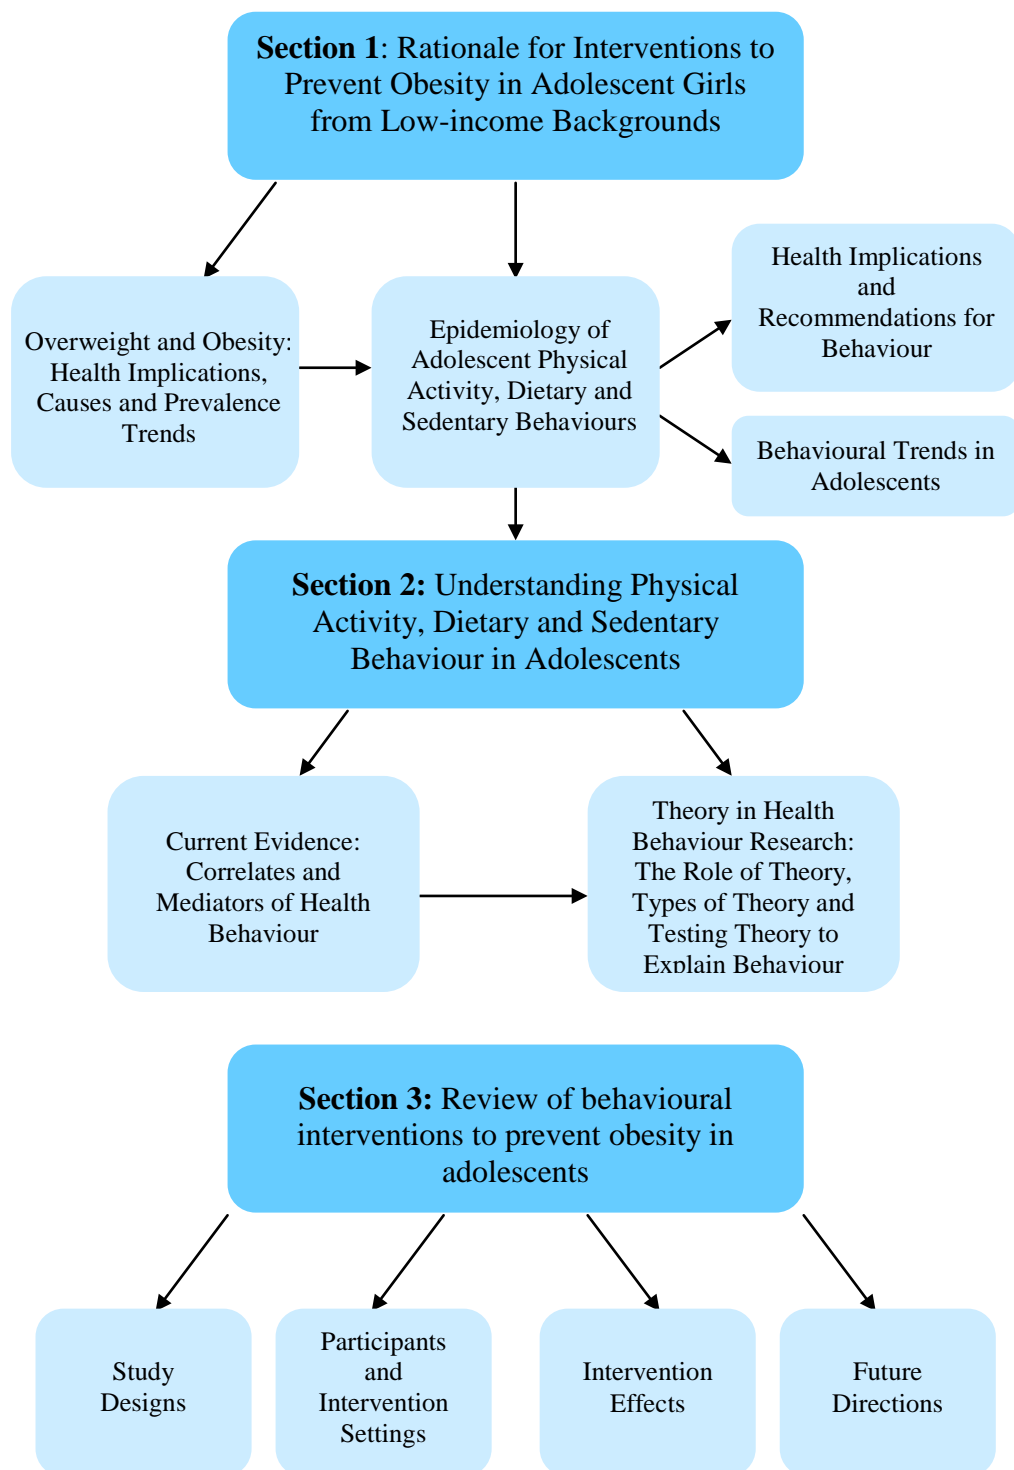 Section 1: Rationale for Interventions to
Prevent Obesity in Adolescent Girls
from Low-income Backgrounds
Overweight and Obesity:
Health Implications,
Causes and Prevalence
Trends
Epidemiology of
Adolescent Physical
Activity, Dietary and
Sedentary Behaviours
Health Implications
and
Recommendations for
Behaviour
Behavioural Trends in
Adolescents
Section 2: Understanding Physical
Activity, Dietary and Sedentary
Behaviour in Adolescents
Current Evidence:
Correlates and
Mediators of Health
Behaviour
Theory in Health
Behaviour Research:
The Role of Theory,
Types of Theory and
Testing Theory to
Explain Behaviour
Section 3: Review of behavioural
interventions to prevent obesity in
adolescents
Study
Designs
Participants
and
Intervention
Settings
Intervention
Effects
Future
Directions